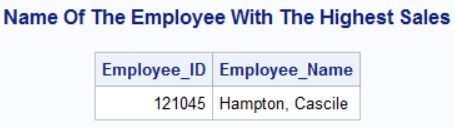 Name Of The Employee With The Highest Sales
Employee_ID Employee_Name
121045 Hampton, Cascile